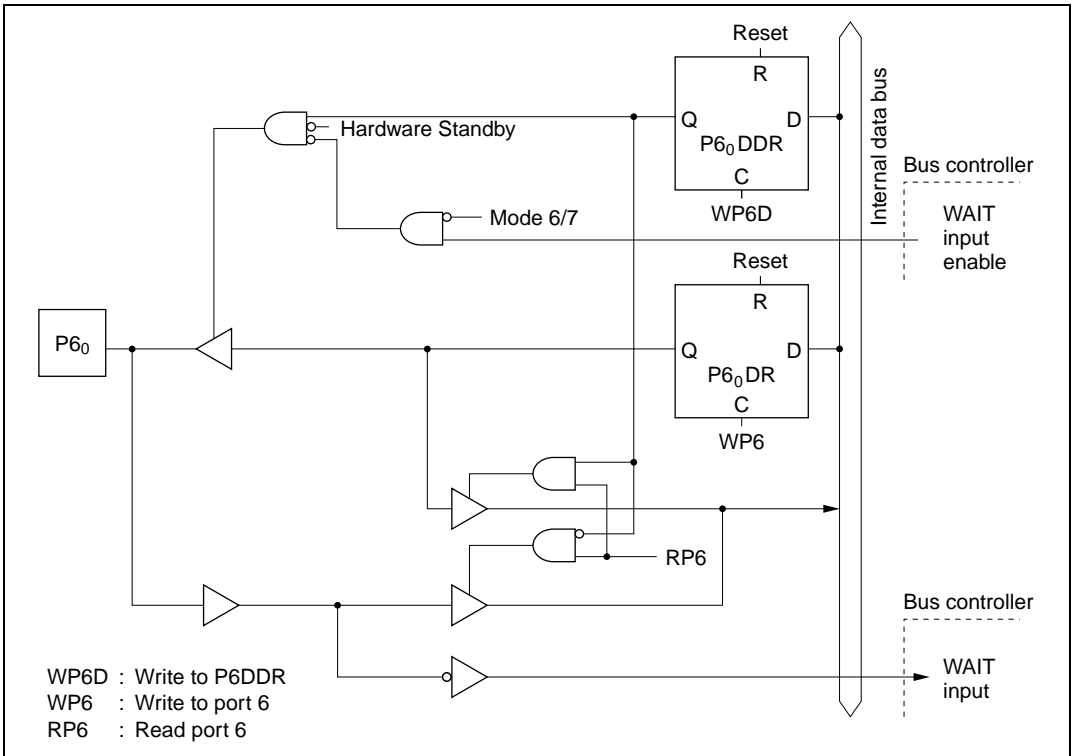 Reset
R
Hardware Standby
Q
D
P6₀DDR
C
WP6D
Internal data bus
Bus controller
WAIT
input
enable
Mode 6/7
Reset
R
P6₀
Q
D
P6₀DR
C
WP6
RP6
Bus controller
WAIT
input
WP6D : Write to P6DDR
WP6 : Write to port 6
RP6 : Read port 6